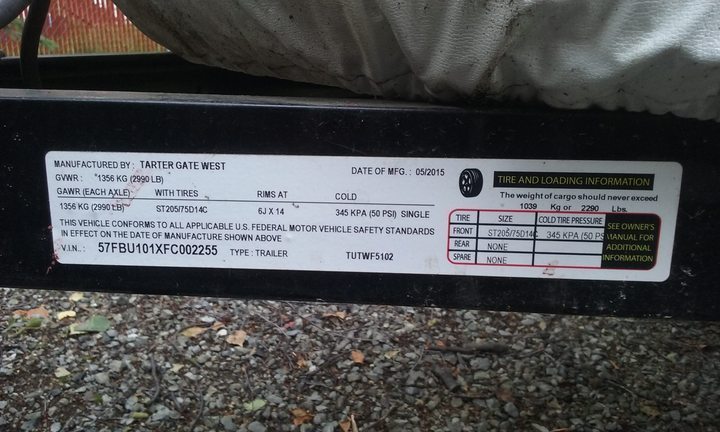 MANUFACTURED BY : TARTER GATE WEST
GVWR : 1356 KG (2990 LB) DATE OF MFG. : 05/2015
GAWR (EACH AXLE) WITH TIRES RIMS AT COLD
1356 KG (2990 LB) ST205/75D14C 6J X 14 345 KPA (50 PSI) SINGLE
THIS VEHICLE CONFORMS TO ALL APPLICABLE U.S. FEDERAL MOTOR VEHICLE SAFETY STANDARDS
IN EFFECT ON THE DATE OF MANUFACTURE SHOWN ABOVE
V.I.N. : 57FBU101XFC002255 TYPE : TRAILER TUTWF5102
TIRE AND LOADING INFORMATION
The weight of cargo should never exceed
1039 Kg or 2290 Lbs.
TIRE SIZE COLD TIRE PRESSURE
FRONT ST205/75D14C 345 KPA (50 PS
REAR NONE
SPARE NONE
SEE OWNER'S
MANUAL FOR
ADDITIONAL
INFORMATION